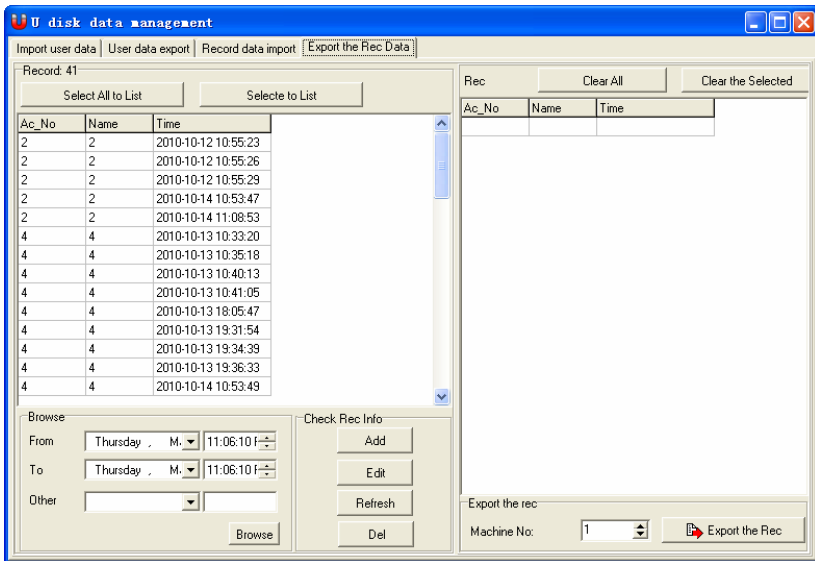 U disk data management
Import user data User data export Record data import Export the Rec Data
Record: 41
Select All to List Selecte to List
Ac_No Name Time
2 2 2010-10-12 10:55:23
2 2 2010-10-12 10:55:26
2 2 2010-10-12 10:55:29
2 2 2010-10-14 10:53:47
2 2 2010-10-14 11:08:53
4 4 2010-10-13 10:33:20
4 4 2010-10-13 10:35:18
4 4 2010-10-13 10:40:13
4 4 2010-10-13 10:41:05
4 4 2010-10-13 18:05:47
4 4 2010-10-13 19:31:54
4 4 2010-10-13 19:34:39
4 4 2010-10-13 19:36:33
4 4 2010-10-14 10:53:49
Browse
From Thursday , M. 11:06:10
To Thursday , M. 11:06:10
Other
Browse
Check Rec Info
Add
Edit
Refresh
Del
Rec Clear All Clear the Selected
Ac_No Name Time
Export the rec
Machine No: 1 Export the Rec